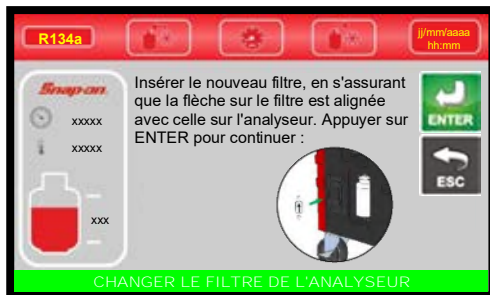 R134a
jj/mm/aaaa
hh:mm
Snap-on
xxxxx
xxxxx
xxx
Insérer le nouveau filtre, en s'assurant
que la flèche sur le filtre est alignée
avec celle sur l'analyseur. Appuyer sur
ENTER pour continuer :
ENTER
ESC
CHANGER LE FILTRE DE L'ANALYSEUR